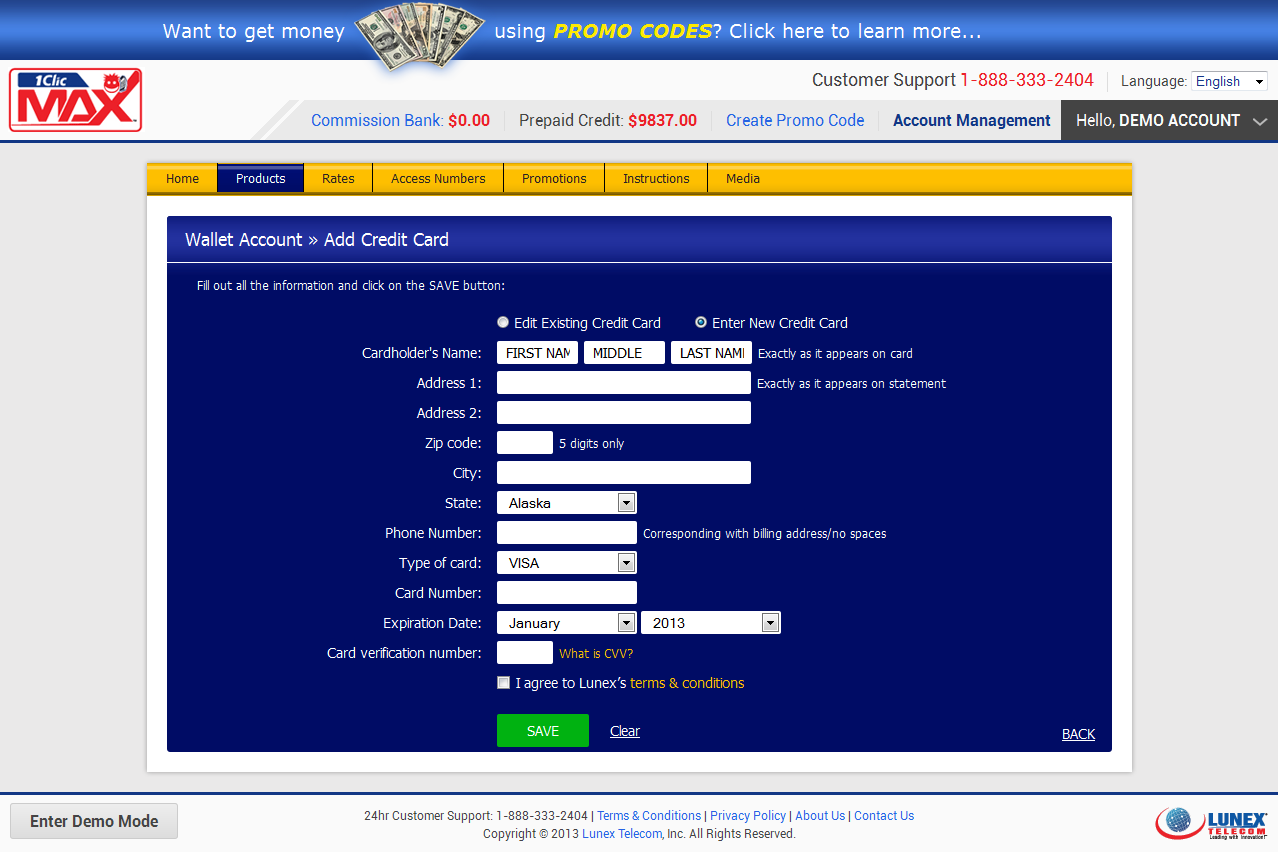 Want to get money using PROMO CODES? Click here to learn more...
1Clic
MAX
Customer Support 1-888-333-2404
Language: English
Commission Bank: $0.00
Prepaid Credit: $9837.00
Create Promo Code
Account Management
Hello, DEMO ACCOUNT
Home Products Rates Access Numbers Promotions Instructions Media
Wallet Account » Add Credit Card
Fill out all the information and click on the SAVE button:
Edit Existing Credit Card Enter New Credit Card
Cardholder's Name: FIRST NAM MIDDLE LAST NAM Exactly as it appears on card
Address 1: Exactly as it appears on statement
Address 2:
Zip code: 5 digits only
City:
State: Alaska
Phone Number: Corresponding with billing address/no spaces
Type of card: VISA
Card Number:
Expiration Date: January 2013
Card verification number: What is CVV?
I agree to Lunex’s terms & conditions
SAVE Clear
BACK
Enter Demo Mode
24hr Customer Support: 1-888-333-2404 | Terms & Conditions | Privacy Policy | About Us | Contact Us
Copyright © 2013 Lunex Telecom, Inc. All Rights Reserved.
LUNEX
TELECOM
Leading with Innovation!